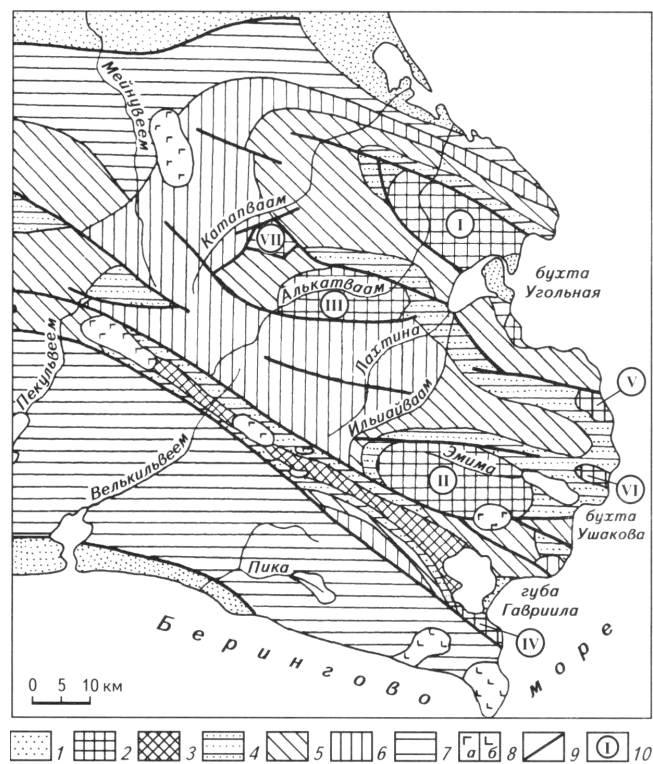 Мейнувеем
Катапваам
I
VII
бухта
Угольная
Алькатваам
III
Лахтина
Пекульвеем
V
Ильиайваам
Велькильвеем
Эмима
II
VI
бухта
Ушакова
Пика
губа
Гавриила
IV
Берингово море
0 5 10 км
1 2 3 4 5 6 7 а б 8 9 I 10